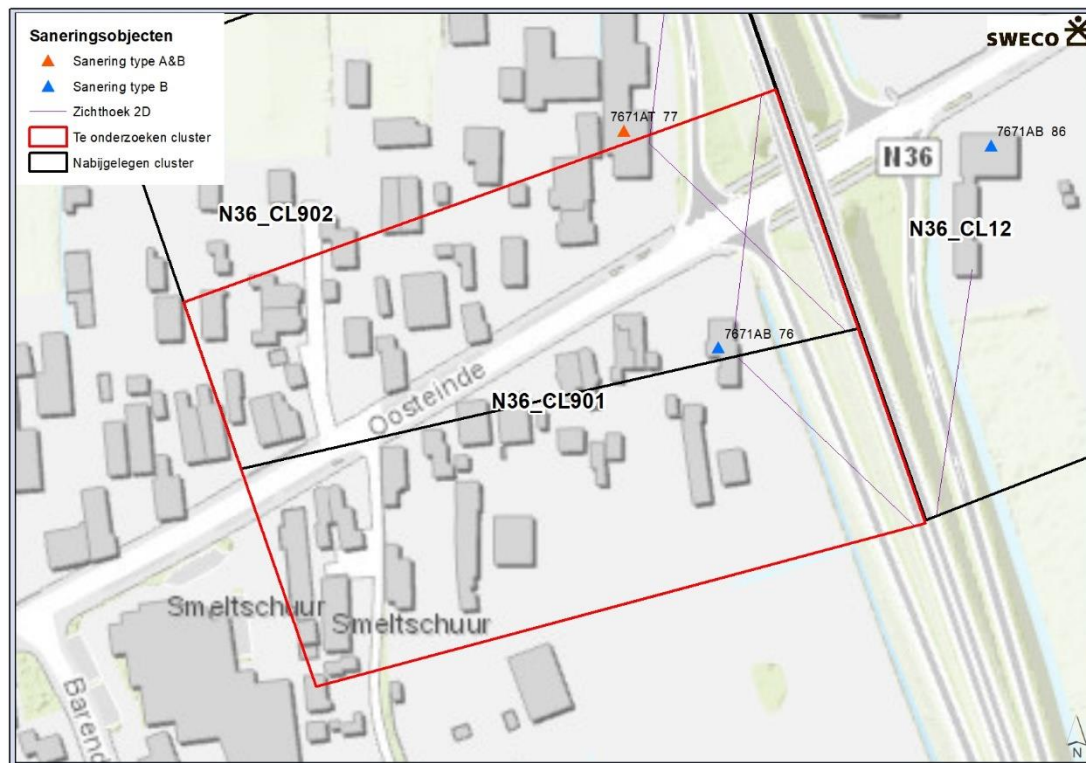 Saneringsobjecten
Sanering type A&B
Sanering type B
Zichthoek 2D
Te onderzoeken cluster
Nabijgelegen cluster
SWECO
7671AT 77
7671AB 86
N36
N36_CL902
N36_CL12
7671AB 76
Oosteinde
N36_CL901
Smeltschuur
Smeltschuur
Barend
N